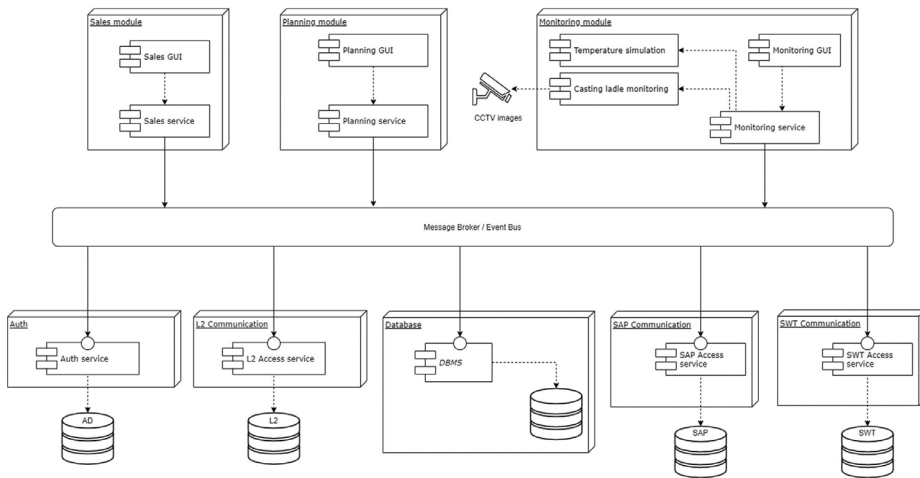 Sales module
Sales GUI
Sales service
Planning module
Planning GUI
Planning service
Monitoring module
Temperature simulation
Monitoring GUI
Casting ladle monitoring
CCTV images
Monitoring service
Message Broker / Event Bus
Auth
Auth service
AD
L2 Communication
L2 Access service
L2
Database
DBMS
SAP Communication
SAP Access
service
SAP
SWT Communication
SWT Access
service
SWT